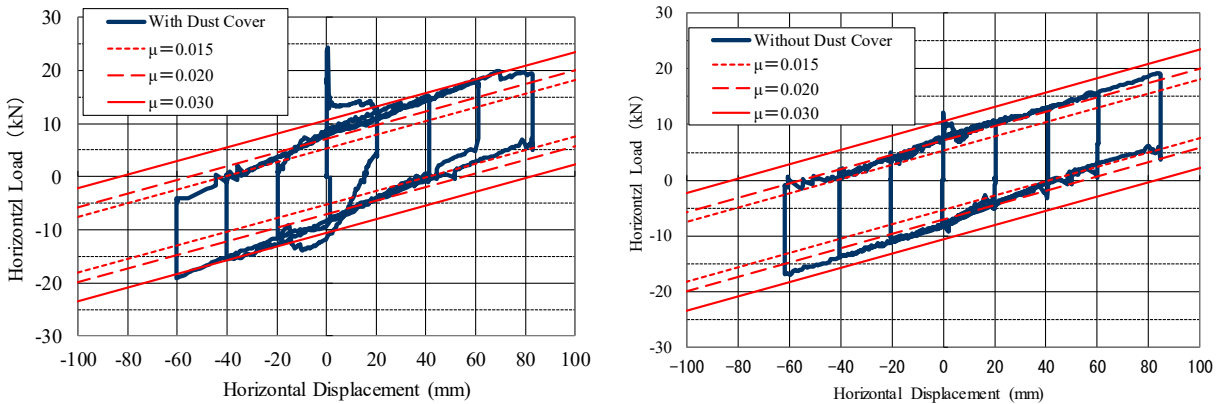 30
20
10
0
-10
-20
-30
Horizontzl Load (kN)
With Dust Cover
μ=0.015
μ=0.020
μ=0.030
-100 -80 -60 -40 -20 0 20 40 60 80 100
Horizontal Displacement (mm)
30
20
10
0
-10
-20
-30
Horizontzl Load (kN)
Without Dust Cover
μ=0.015
μ=0.020
μ=0.030
-100 -80 -60 -40 -20 0 20 40 60 80 100
Horizontal Displacement (mm)